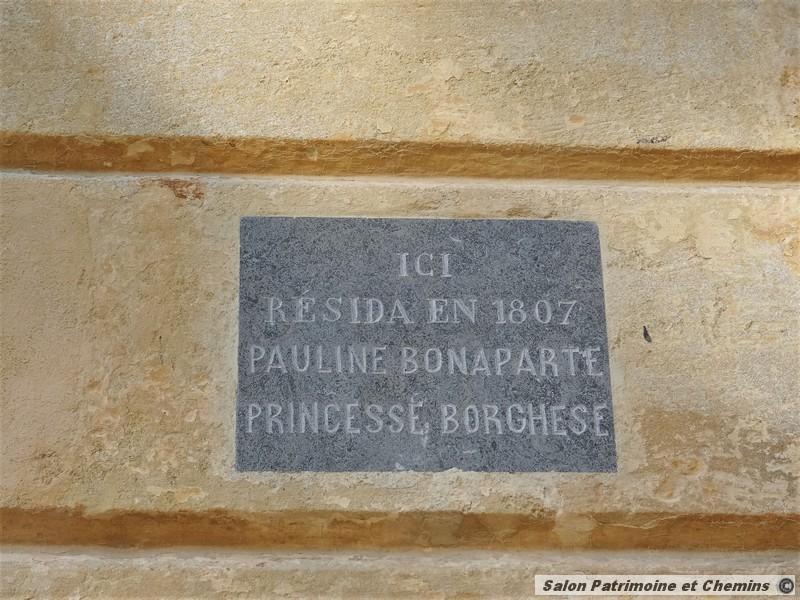 ICI
RÉSIDA EN 1807
PAULINE BONAPARTE
PRINCESSE BORGHESE
Salon Patrimoine et Chemins ©